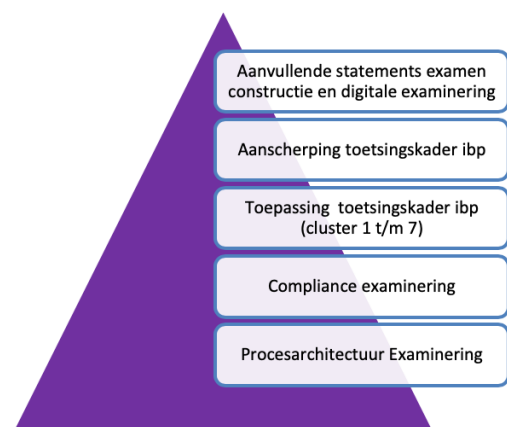 Aanvullende statements examen
constructie en digitale examinering
Aanscherping toetsingskader ibp
Toepassing toetsingskader ibp
(cluster 1 t/m 7)
Compliance examinering
Procesarchitectuur Examinering